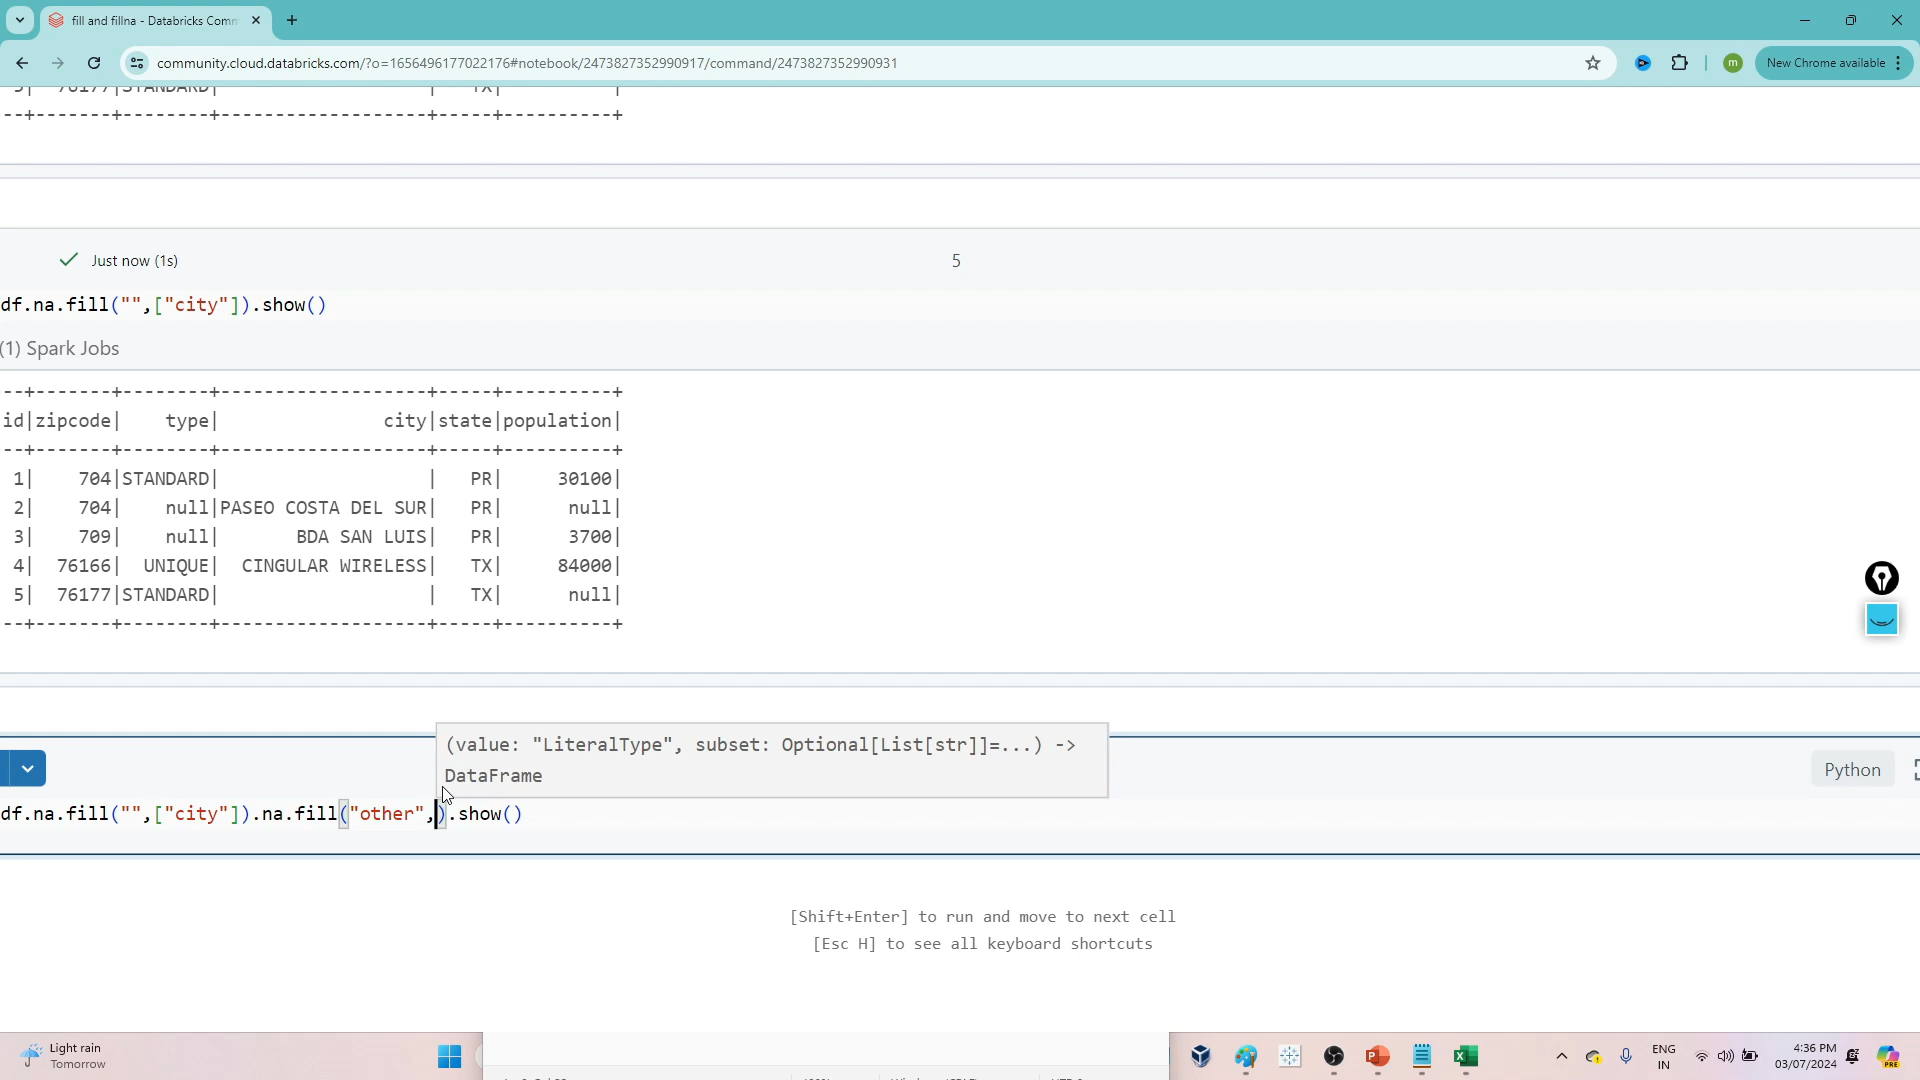 fill and fillna - Databricks Comm
community.cloud.databricks.com/?o=1656496177022176#notebook/2473827352990917/command/2473827352990931
m
New Chrome available
5| 76177|STANDARD| | TX| |
--+-------+--------+-------------------+-----+----------+
Just now (1s)
5
df.na.fill("",["city"]).show()
(1) Spark Jobs
--+-------+--------+-------------------+-----+----------+
id|zipcode| type| city|state|population|
--+-------+--------+-------------------+-----+----------+
1| 704|STANDARD| | PR| 30100|
2| 704| null|PASEO COSTA DEL SUR| PR| null|
3| 709| null| BDA SAN LUIS| PR| 3700|
4| 76166| UNIQUE| CINGULAR WIRELESS| TX| 84000|
5| 76177|STANDARD| | TX| null|
--+-------+--------+-------------------+-----+----------+
(value: "LiteralType", subset: Optional[List[str]]=...) ->
DataFrame
Python
df.na.fill("",["city"]).na.fill("other",).show()
[Shift+Enter] to run and move to next cell
[Esc H] to see all keyboard shortcuts
Light rain
Tomorrow
ENG
IN
4:36 PM
03/07/2024
PRE